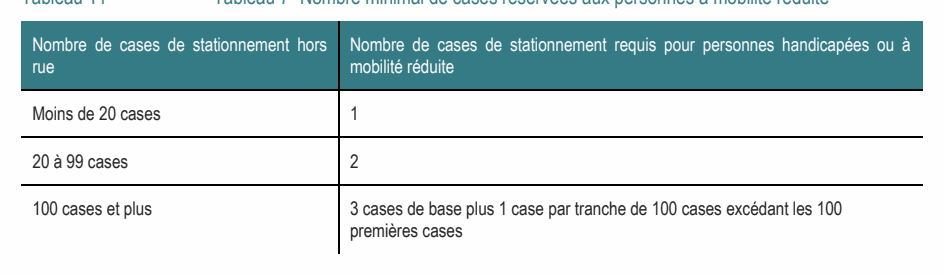 Tableau 7 Nombre minimal de cases réservées aux personnes à mobilité réduite
Nombre de cases de stationnement hors
rue
Nombre de cases de stationnement requis pour personnes handicapées ou à
mobilité réduite
Moins de 20 cases
1
20 à 99 cases
2
100 cases et plus
3 cases de base plus 1 case par tranche de 100 cases excédant les 100
premières cases